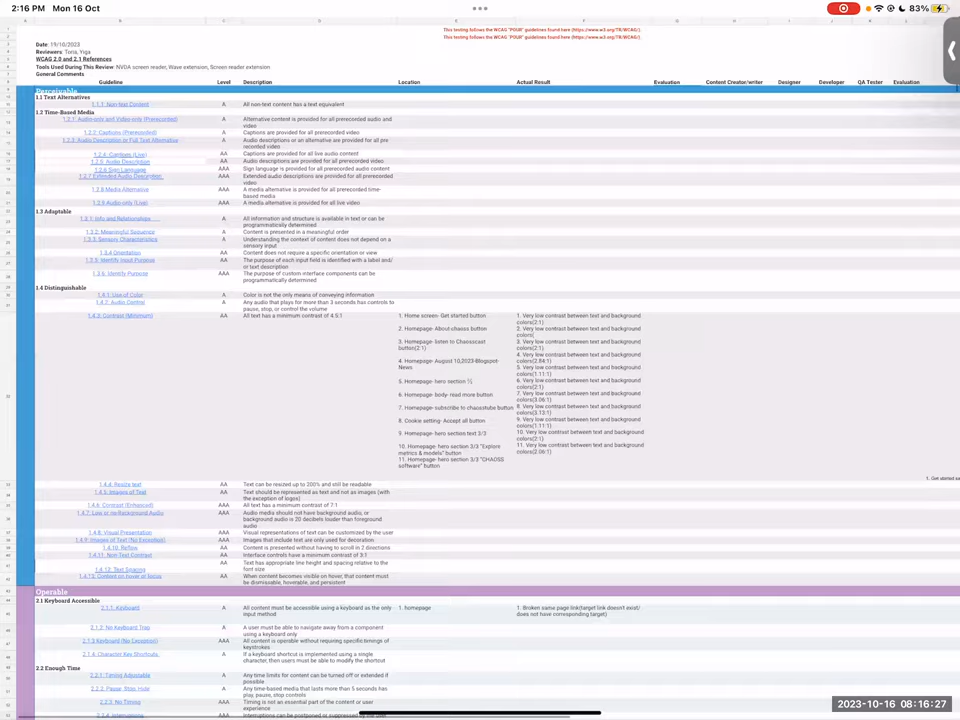 2:16 PM Mon 16 Oct
83%
This testing follows the WCAG "POUR" guidelines found here (https://www.w3.org/TR/WCAG/).
This testing follows the WCAG "POUR" guidelines found here (https://www.w3.org/TR/WCAG/).
Date: 19/10/2023
Reviewers: Toria, Yiga
WCAG 2.0 and 2.1 References
Tools Used During This Review: NVDA screen reader, Wave extension, Screen reader extension
General Comments
Guideline Level Description Location Actual Result Evaluation Content Creator/writer Designer Developer QA Tester Evaluation
Perceivable
1.1 Text Alternatives
1.1.1: Non-text Content A All non-text content has a text equivalent
1.2 Time-Based Media
1.2.1: Audio-only and Video-only (Prerecorded) A Alternative content is provided for all prerecorded audio and
video
1.2.2: Captions (Prerecorded) A Captions are provided for all prerecorded video
1.2.3: Audio Description or Full Text Alternative A Audio descriptions or an alternative are provided for all pre
recorded video
1.2.4: Captions (Live) AA Captions are provided for all live audio content
1.2.5: Audio Description AA Audio descriptions are provided for all prerecorded video
1.2.6: Sign Language AAA Sign language is provided for all prerecorded audio content
1.2.7 Extended Audio Description AAA Extended audio descriptions are provided for all prerecorded
video
1.2.8 Media Alternative AAA A media alternative is provided for all prerecorded time-
based media
1.2.9 Audio-only (Live) AAA A media alternative is provided for all live video
1.3 Adaptable
1.3.1: Info and Relationships A All information and structure is available in text or can be
programmatically determined
1.3.2: Meaningful Sequence A Content is presented in a meaningful order
1.3.3: Sensory Characteristics A Understanding the context of content does not depend on a
sensory input
1.3.4 Orientation AA Content does not require a specific orientation or view
1.3.5: Identify Input Purpose AA The purpose of each input field is identified with a label and/
or text description
1.3.6: Identify Purpose AAA The purpose of custom interface components can be
programmatically determined
1.4 Distinguishable
1.4.1: Use of Color A Color is not the only means of conveying information
1.4.2: Audio Control A Any audio that plays for more than 3 seconds has controls to
pause, stop, or control the volume
1.4.3: Contrast (Minimum) AA All text has a minimum contrast of 4.5:1
1. Home screen- Get started button
2. Homepage- About-chaoss button
3. Homepage- listen to Chaosscast
button(2:1)
4. Homepage- August 10,2023-Blogspot-
News
5. Homepage- hero section ½
6. Homepage- body- read more button
7. Homepage-subscribe to chaosstube button
8. Cookie setting- Accept all button
9. Homepage- hero section text 3/3
10. Homepage- hero section 3/3 "Explore
metrics & models" button
11. Homepage- hero section 3/3 "CHAOSS
software" button
1. Very low contrast between text and background
colors(2:1)
2. Very low contrast between text and background
colors(
3. Very low contrast between text and background
colors(2:1)
4. Very low contrast between text and background
colors(2.84:1)
5. Very low contrast between text and background
colors(1.11:1)
6. Very low contrast between text and background
colors(2:1)
7. Very low contrast between text and background
colors(3.06:1)
8. Very low contrast between text and background
colors(3.13:1)
9. Very low contrast between text and background
colors(1.11:1)
10. Very low contrast between text and background
colors(2:1)
11. Very low contrast between text and background
colors(2.06:1)
1. Get started
1.4.4: Resize text AA Text can be resized up to 200% and still be readable
1.4.5: Images of Text AA Text should be represented as text and not as images (with
the exception of logos)
1.4.6: Contrast (Enhanced) AAA All text has a minimum contrast of 7:1
1.4.7: Low or no Background Audio AAA Audio media should not have background audio, or
background audio is 20 decibels louder than foreground
audio
1.4.8: Visual Presentation AAA Visual representations of text can be customized by the user
1.4.9: Images of Text (No Exception) AAA Images that include text are only used for decoration
1.4.10: Reflow AA Content is presented without having to scroll in 2 directions
1.4.11: Non-Text Contrast AA Interface controls have a minimum contrast of 3:1
1.4.12: Text Spacing AA Text has appropriate line height and spacing relative to the
font size
1.4.13: Content on hover or focus AA When content becomes visible on hover, that content must
be dismissable, hoverable, and persistent
Operable
2.1 Keyboard Accessible
2.1.1: Keyboard A All content must be accessible using a keyboard as the only
input method
1. homepage
1. Broken same page link(target link doesn't exist/
does not have corresponding target)
2.1.2: No Keyboard Trap A A user must be able to navigate away from a component
using a keyboard only
2.1.3 Keyboard (No Exception) AAA All content is operable without requiring specific timings of
keystrokes
2.1.4: Character Key Shortcuts A If a keyboard shortcut is implemented using a single
character, then users must be able to modify the shortcut
2.2 Enough Time
2.2.1: Timing Adjustable A Any time limits for content can be turned off or extended if
possible
2.2.2: Pause, Stop, Hide A Any time-based media that lasts more than 5 seconds has
play, pause, stop controls
2.2.3: No Timing AAA Timing is not an essential part of the content or user
experience
Interruptions can be postponed or suppressed by the user
2023-10-16 08:16:27